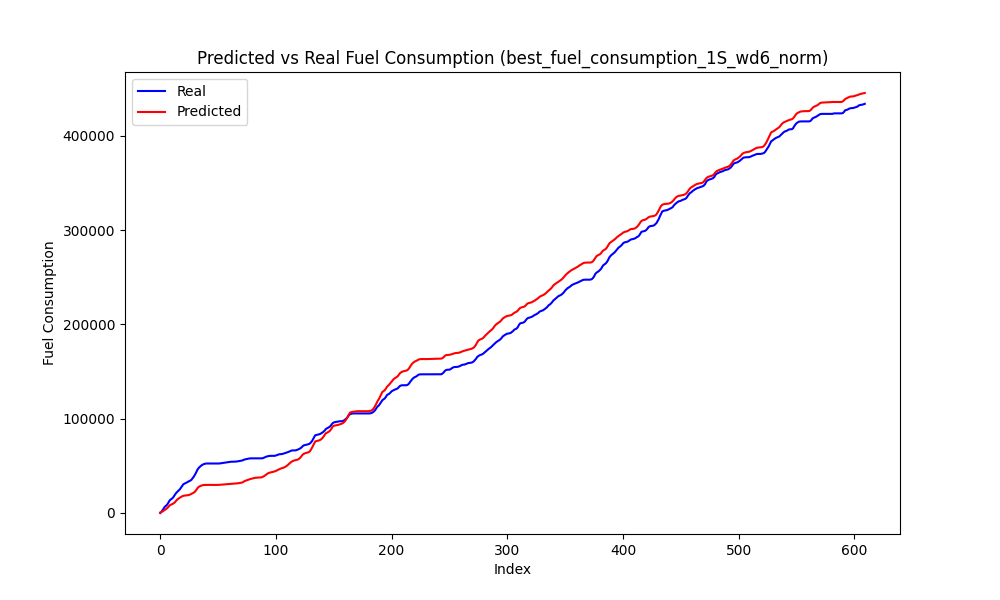 Predicted vs Real Fuel Consumption (best_fuel_consumption_1S_wd6_norm)
Real
Predicted
400000
300000
200000
100000
0
Fuel Consumption
0 100 200 300 400 500 600
Index